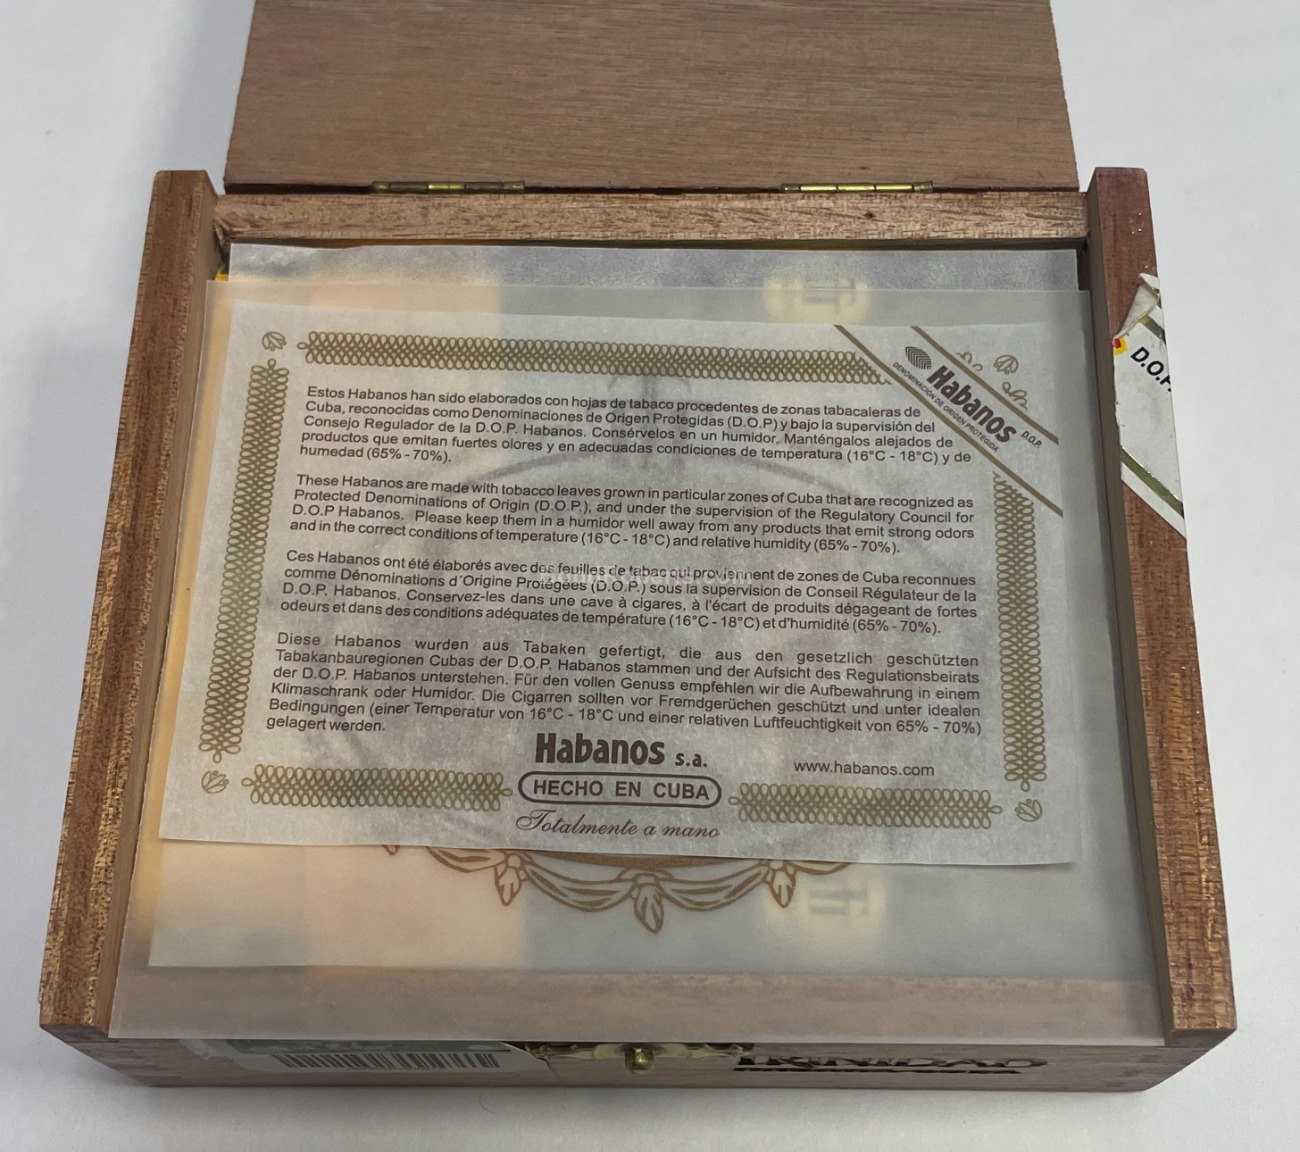 Habanos
D.O.P.
DENOMINACIÓN DE ORIGEN PROTEGIDA
D.O.P.
Estos Habanos han sido elaborados con hojas de tabaco procedentes de zonas tabacaleras de
Cuba, reconocidas como Denominaciones de Origen Protegidas (D.O.P) y bajo la supervisión del
Consejo Regulador de la D.O.P. Habanos. Consérvelos en un humidor. Manténgalos alejados de
productos que emitan fuertes olores y en adecuadas condiciones de temperatura (16°C - 18°C) y de
humedad (65% - 70%).
These Habanos are made with tobacco leaves grown in particular zones of Cuba that are recognized as
Protected Denominations of Origin (D.O.P.), and under the supervision of the Regulatory Council for
D.O.P Habanos. Please keep them in a humidor well away from any products that emit strong odors
and in the correct conditions of temperature (16°C - 18°C) and relative humidity (65% - 70%).
Ces Habanos ont été élaborés avec des feuilles de tabac qui proviennent de zones de Cuba reconnues
comme Dénominations d´Origine Protégées (D.O.P.) sous la supervision de Conseil Régulateur de la
D.O.P. Habanos. Conservez-les dans une cave à cigares, à l'écart de produits dégageant de fortes
odeurs et dans des conditions adéquates de température (16°C - 18°C) et d'humidité (65% - 70%).
Diese Habanos wurden aus Tabaken gefertigt, die aus den gesetzlich geschützten
Tabakanbauregionen Cubas der D.O.P. Habanos stammen und der Aufsicht des Regulationsbeirats
der D.O.P. Habanos unterstehen. Für den vollen Genuss empfehlen wir die Aufbewahrung in einem
Klimaschrank oder Humidor. Die Cigarren sollten vor Fremdgerüchen geschützt und unter idealen
Bedingungen (einer Temperatur von 16°C - 18°C und einer relativen Luftfeuchtigkeit von 65% - 70%)
gelagert werden.
Habanos s.a.
www.habanos.com
HECHO EN CUBA
Totalmente a mano
TRINIDAD